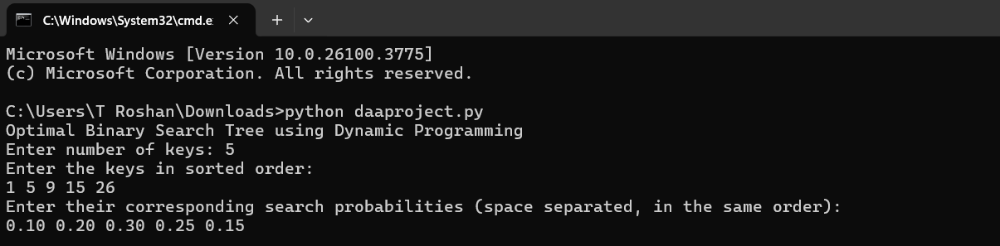 C:\Windows\System32\cmd.e
Microsoft Windows [Version 10.0.26100.3775]
(c) Microsoft Corporation. All rights reserved.
C:\Users\T Roshan\Downloads>python daaproject.py
Optimal Binary Search Tree using Dynamic Programming
Enter number of keys: 5
Enter the keys in sorted order:
1 5 9 15 26
Enter their corresponding search probabilities (space separated, in the same order):
0.10 0.20 0.30 0.25 0.15